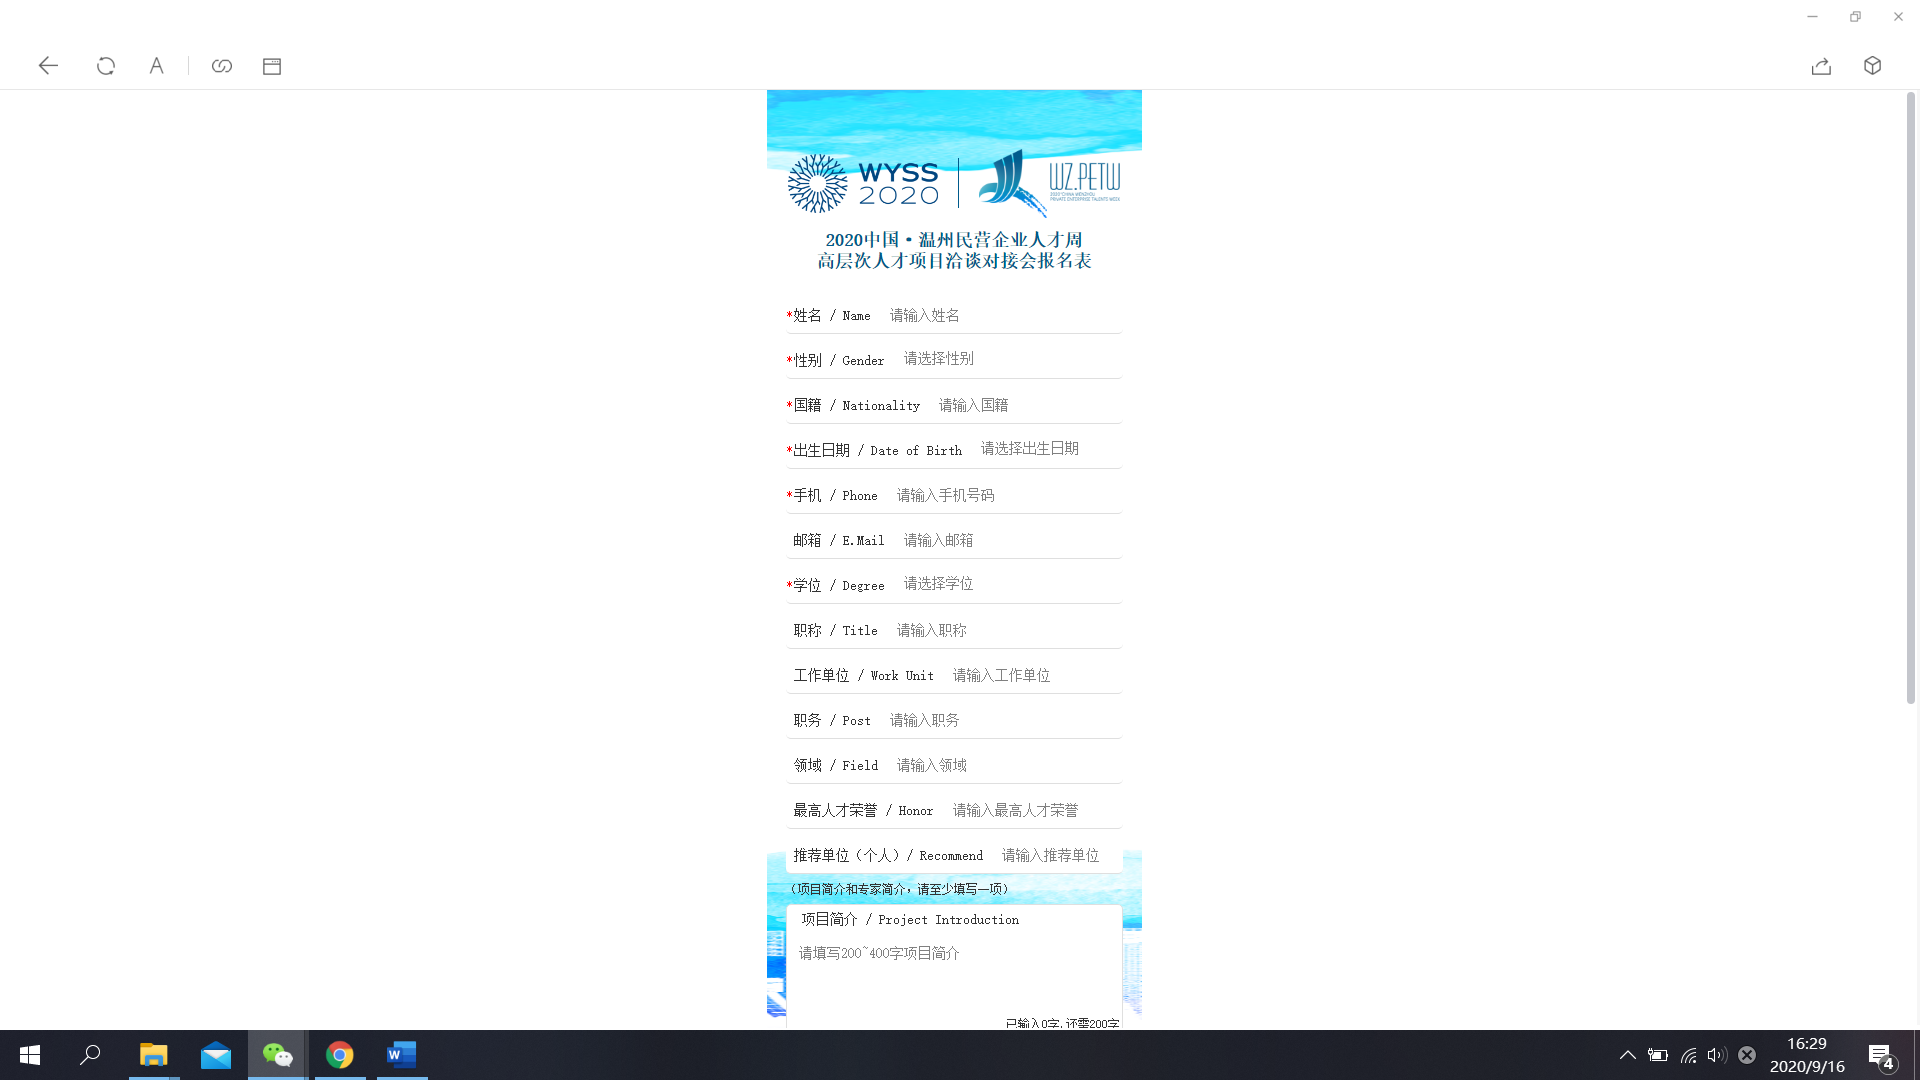 WYSS
2020
WZ.PETW
2020 CHINA WENZHOU
PRIVATE ENTERPRISE TALENTS WEEK
2020中国·温州民营企业人才周
高层次人才项目洽谈对接会报名表
*姓名 / Name 请输入姓名
*性别 / Gender 请选择性别
*国籍 / Nationality 请输入国籍
*出生日期 / Date of Birth 请选择出生日期
*手机 / Phone 请输入手机号码
邮箱 / E.Mail 请输入邮箱
*学位 / Degree 请选择学位
职称 / Title 请输入职称
工作单位 / Work Unit 请输入工作单位
职务 / Post 请输入职务
领域 / Field 请输入领域
最高人才荣誉 / Honor 请输入最高人才荣誉
推荐单位（个人）/ Recommend 请输入推荐单位
（项目简介和专家简介，请至少填写一项）
项目简介 / Project Introduction
请填写200~400字项目简介
已输入0字,还需200字
16:29
2020/9/16
4